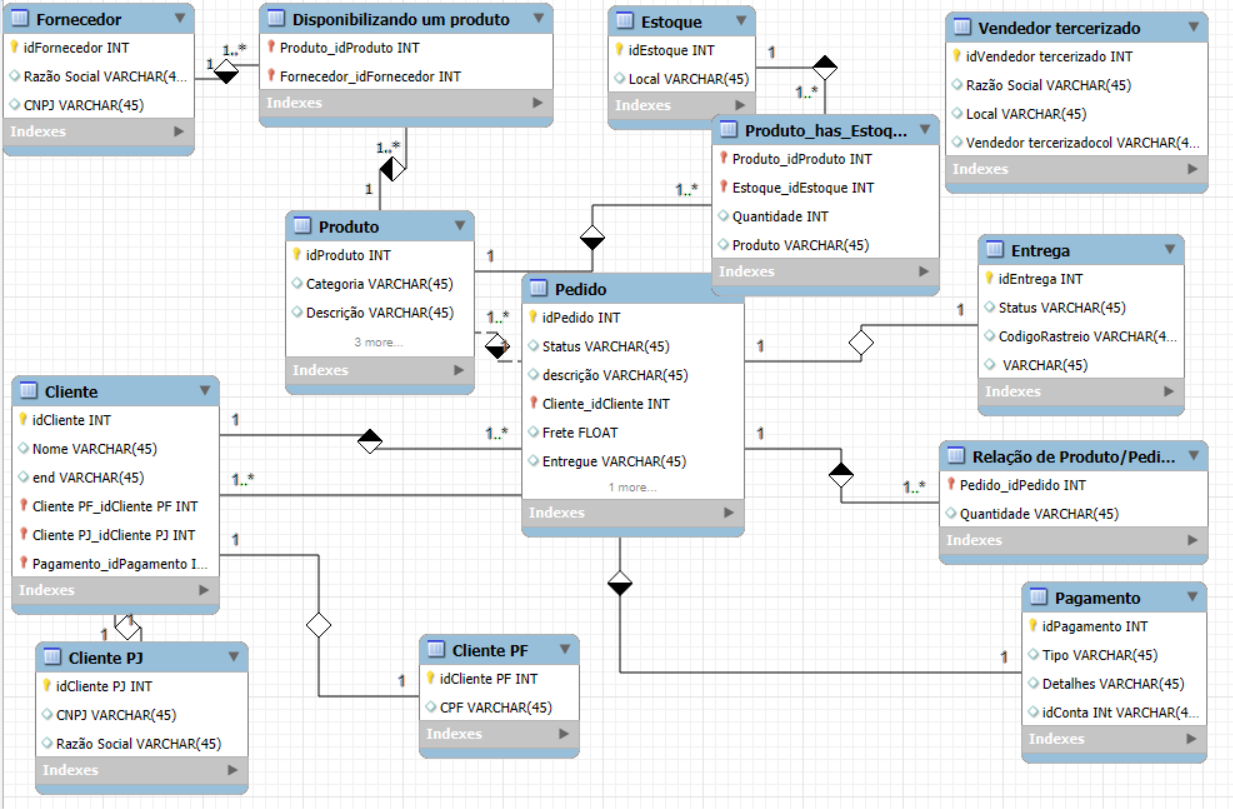 Fornecedor
idFornecedor INT
Razão Social VARCHAR(4...
CNPJ VARCHAR(45)
Indexes
1
1..*
Disponibilizando um produto
Produto_idProduto INT
Fornecedor_idFornecedor INT
Indexes
1..*
1
Estoque
idEstoque INT
Local VARCHAR(45)
Indexes
1
1..*
Vendedor tercerizado
idVendedor tercerizado INT
Razão Social VARCHAR(45)
Local VARCHAR(45)
Vendedor tercerizadocol VARCHAR(4...
Indexes
Produto_has_Estoq...
Produto_idProduto INT
Estoque_idEstoque INT
Quantidade INT
Produto VARCHAR(45)
Indexes
1..*
1
Produto
idProduto INT
Categoria VARCHAR(45)
Descrição VARCHAR(45)
3 more...
Indexes
1..*
1
Pedido
idPedido INT
Status VARCHAR(45)
descrição VARCHAR(45)
Cliente_idCliente INT
Frete FLOAT
Entregue VARCHAR(45)
1 more...
Indexes
1
1
Entrega
idEntrega INT
Status VARCHAR(45)
CodigoRastreio VARCHAR(4...
VARCHAR(45)
Indexes
Cliente
idCliente INT
Nome VARCHAR(45)
end VARCHAR(45)
Cliente PF_idCliente PF INT
Cliente PJ_idCliente PJ INT
Pagamento_idPagamento I...
Indexes
1
1..*
1..*
1
1
1..*
Relação de Produto/Pedi...
Pedido_idPedido INT
Quantidade VARCHAR(45)
Indexes
1
1
Cliente PJ
idCliente PJ INT
CNPJ VARCHAR(45)
Razão Social VARCHAR(45)
Indexes
1
Cliente PF
idCliente PF INT
CPF VARCHAR(45)
Indexes
1
Pagamento
idPagamento INT
Tipo VARCHAR(45)
Detalhes VARCHAR(45)
idConta INt VARCHAR(4...
Indexes